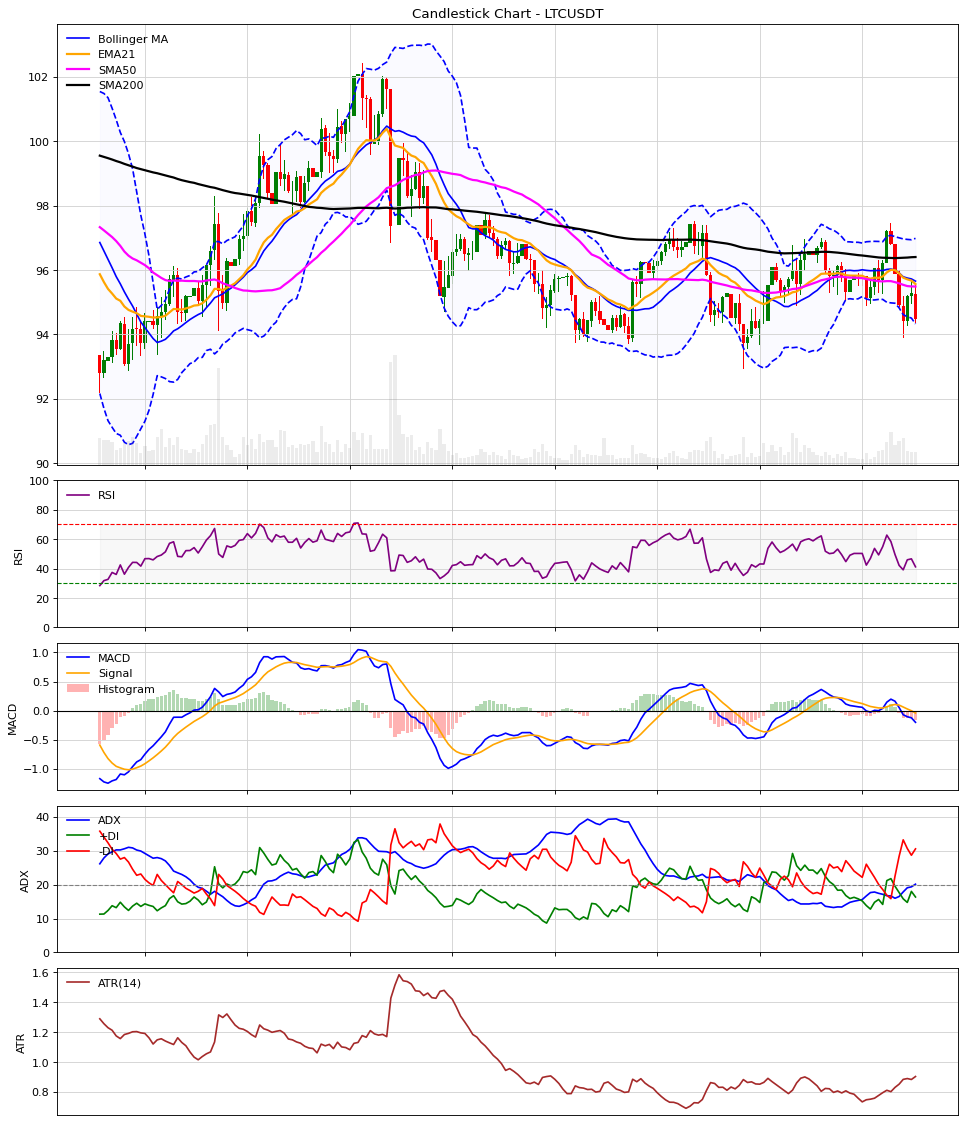 Candlestick Chart - LTCUSDT
Bollinger MA
EMA21
SMA50
SMA200
102
100
98
96
94
92
90
RSI
RSI
100
80
60
40
20
0
MACD
Signal
Histogram
MACD
1.0
0.5
0.0
−0.5
−1.0
ADX
+DI
-DI
ADX
40
30
20
10
0
ATR(14)
ATR
1.6
1.4
1.2
1.0
0.8